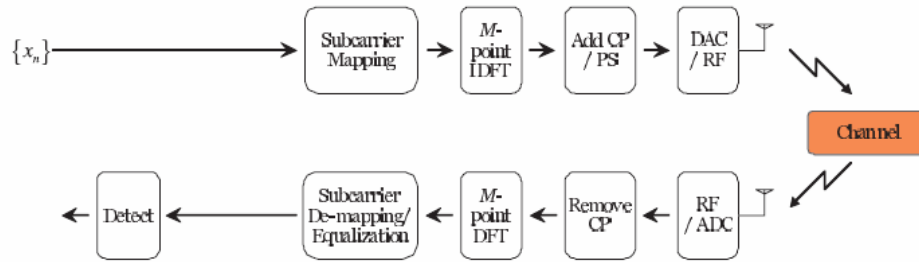 {xn}
Subcarrier
Mapping
M-
point
IDFT
Add CP
/ PS
DAC
/ RF
Channel
Detect
Subcarrier
De-mapping/
Equalization
M-
point
DFT
Remove
CP
RF
/ ADC